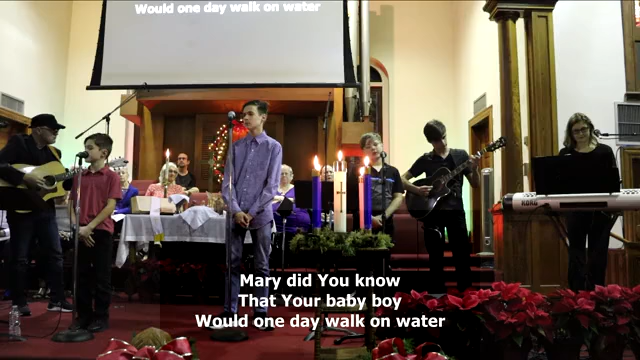 Would one day walk on water
KORG
Mary did You know
That Your baby boy
Would one day walk on water